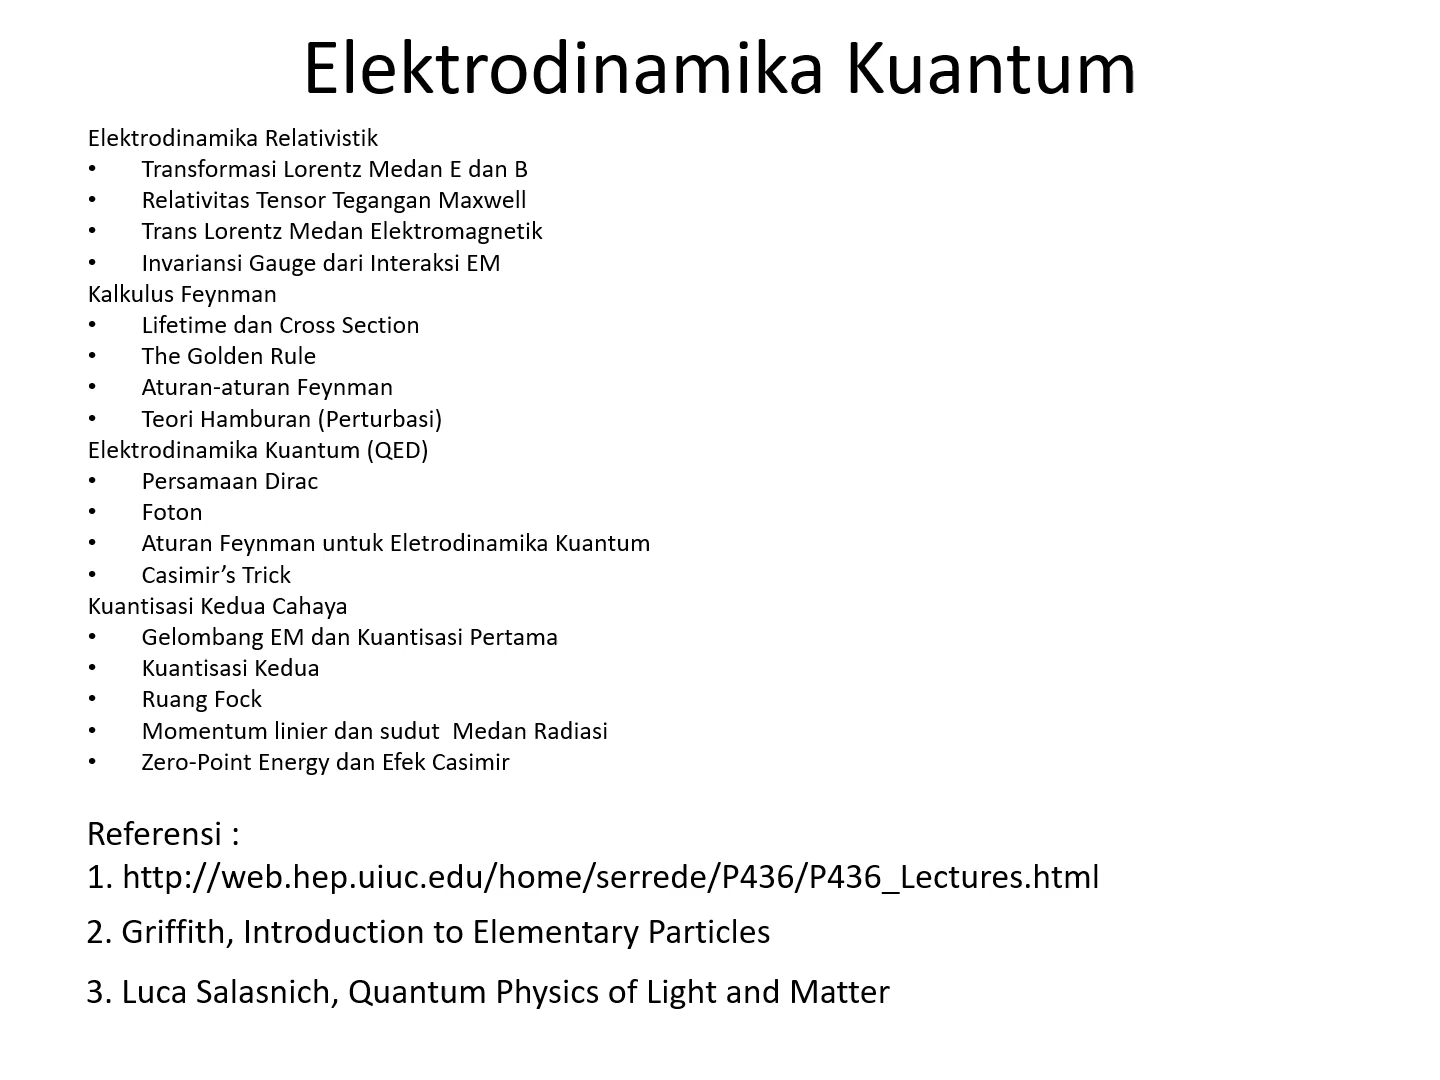 Elektrodinamika Kuantum
Elektrodinamika Relativistik
• Transformasi Lorentz Medan E dan B
• Relativitas Tensor Tegangan Maxwell
• Trans Lorentz Medan Elektromagnetik
• Invariansi Gauge dari Interaksi EM
Kalkulus Feynman
• Lifetime dan Cross Section
• The Golden Rule
• Aturan-aturan Feynman
• Teori Hamburan (Perturbasi)
Elektrodinamika Kuantum (QED)
• Persamaan Dirac
• Foton
• Aturan Feynman untuk Eletrodinamika Kuantum
• Casimir’s Trick
Kuantisasi Kedua Cahaya
• Gelombang EM dan Kuantisasi Pertama
• Kuantisasi Kedua
• Ruang Fock
• Momentum linier dan sudut  Medan Radiasi
• Zero-Point Energy dan Efek Casimir
Referensi :
1. http://web.hep.uiuc.edu/home/serrede/P436/P436_Lectures.html
2. Griffith, Introduction to Elementary Particles
3. Luca Salasnich, Quantum Physics of Light and Matter